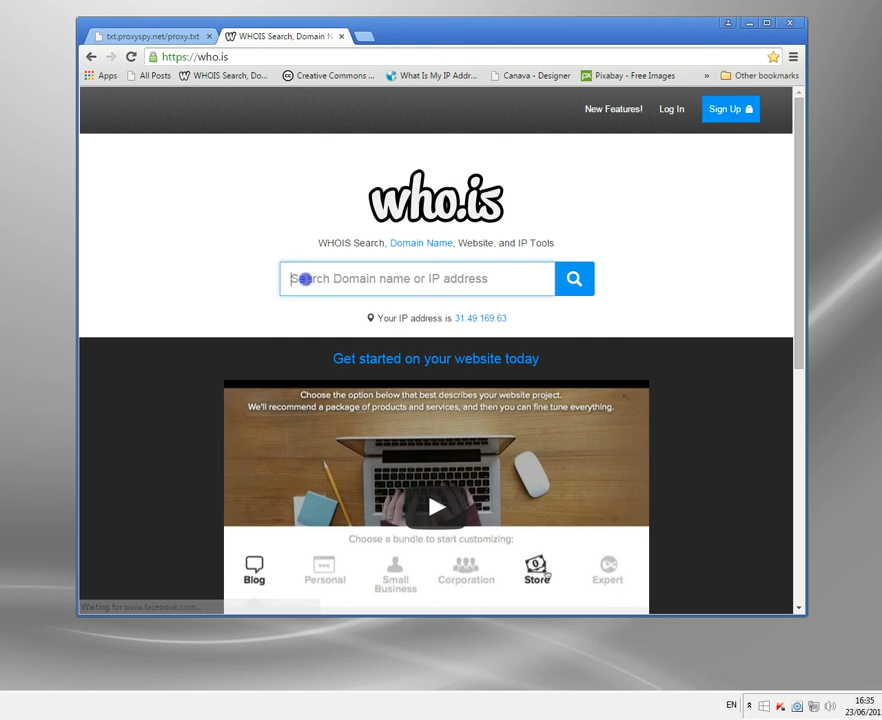 txt.proxyspy.net/proxy.txt
WHOIS Search, Domain N
https://who.is
Apps All Posts WHOIS Search, Do... Creative Commons ... What Is My IP Addr... Canava - Designer Pixabay - Free Images » Other bookmarks
New Features! Log In Sign Up
who.is
WHOIS Search, Domain Name, Website, and IP Tools
Search Domain name or IP address
Your IP address is 31.49.169.63
Get started on your website today
Choose the option below that best describes your website project.
We'll recommend a package of products and services, and then you can fine tune everything.
Choose a bundle to start customizing:
Blog Personal Small Business Corporation Store Expert
Waiting for www.facebook.com...
EN
16:35
23/06/201